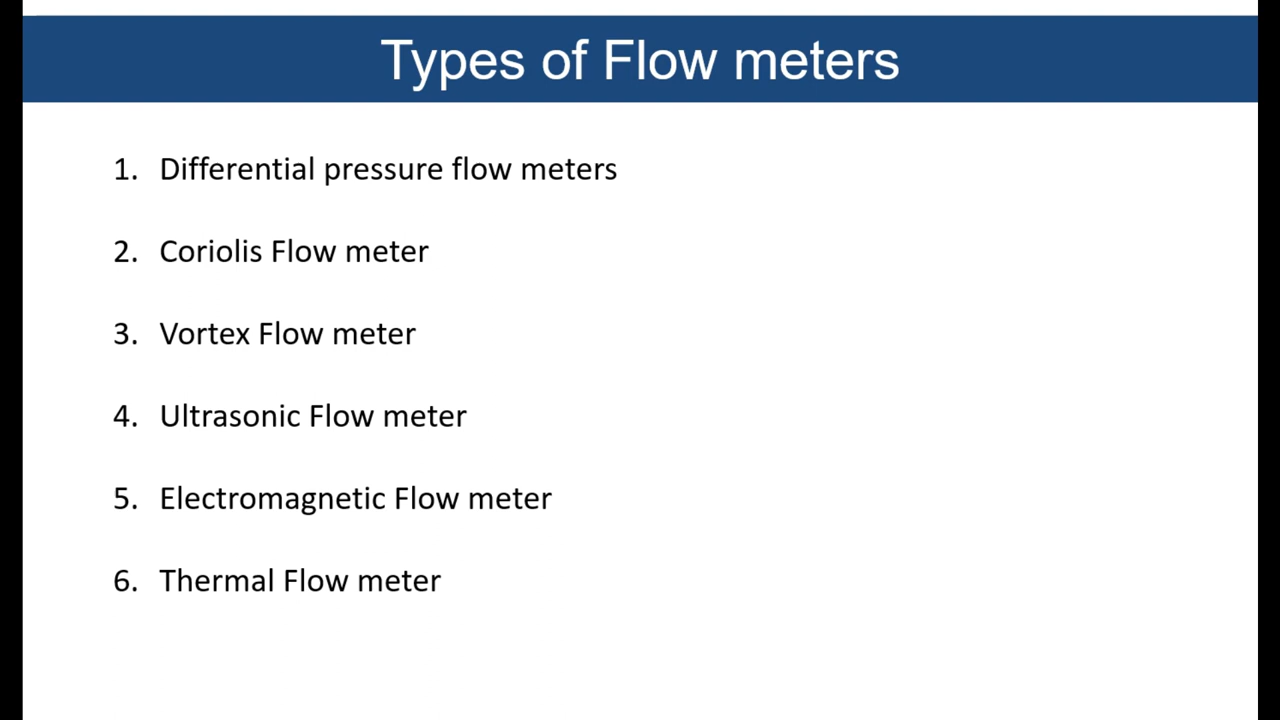 Types of Flow meters
1. Differential pressure flow meters
2. Coriolis Flow meter
3. Vortex Flow meter
4. Ultrasonic Flow meter
5. Electromagnetic Flow meter
6. Thermal Flow meter